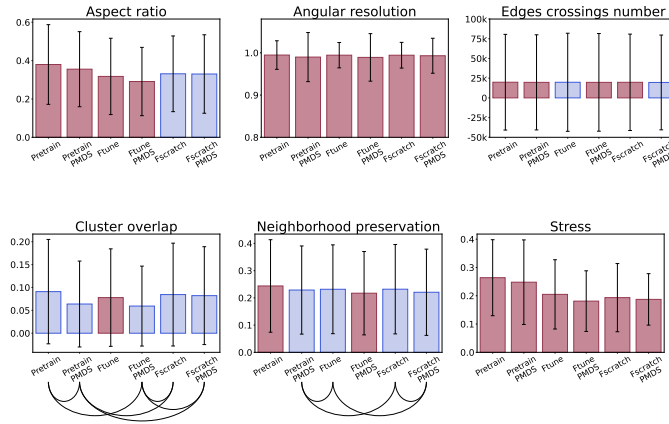 Aspect ratio
0.6
0.4
0.2
0.0
Pretrain
Pretrain
PMDS
Ftune
Ftune
PMDS
Fscratch
Fscratch
PMDS
Angular resolution
1.0
0.9
0.8
Pretrain
Pretrain
PMDS
Ftune
Ftune
PMDS
Fscratch
Fscratch
PMDS
Edges crossings number
100k
75k
50k
25k
0
-25k
-50k
Pretrain
Pretrain
PMDS
Ftune
Ftune
PMDS
Fscratch
Fscratch
PMDS
Cluster overlap
0.20
0.15
0.10
0.05
0.00
Pretrain
Pretrain
PMDS
Ftune
Ftune
PMDS
Fscratch
Fscratch
PMDS
Neighborhood preservation
0.4
0.3
0.2
0.1
0.0
Pretrain
Pretrain
PMDS
Ftune
Ftune
PMDS
Fscratch
Fscratch
PMDS
Stress
0.4
0.3
0.2
0.1
0.0
Pretrain
Pretrain
PMDS
Ftune
Ftune
PMDS
Fscratch
Fscratch
PMDS